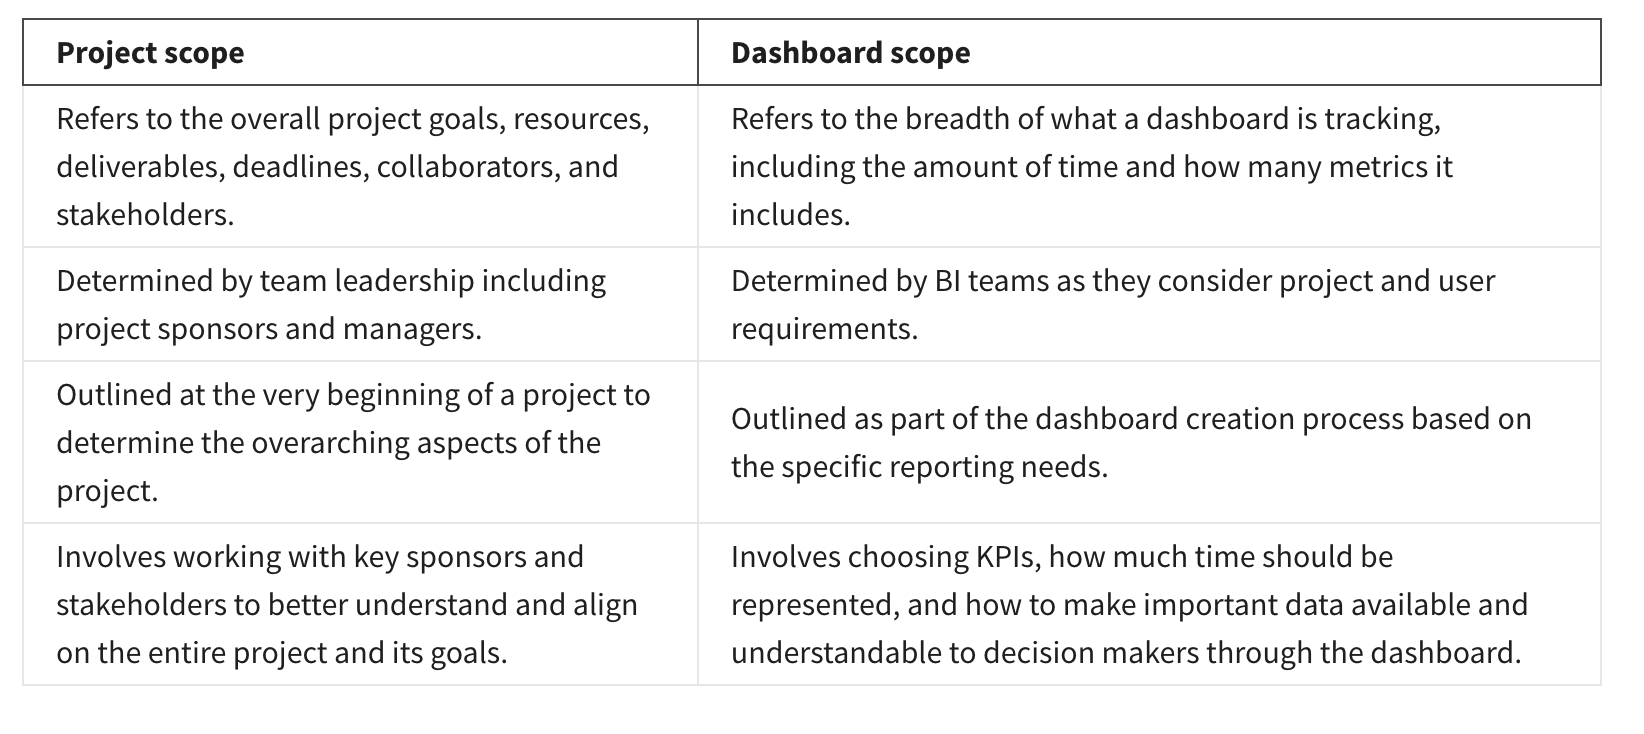 Project scope
Dashboard scope
Refers to the overall project goals, resources,
deliverables, deadlines, collaborators, and
stakeholders.
Refers to the breadth of what a dashboard is tracking,
including the amount of time and how many metrics it
includes.
Determined by team leadership including
project sponsors and managers.
Determined by BI teams as they consider project and user
requirements.
Outlined at the very beginning of a project to
determine the overarching aspects of the
project.
Outlined as part of the dashboard creation process based on
the specific reporting needs.
Involves working with key sponsors and
stakeholders to better understand and align
on the entire project and its goals.
Involves choosing KPIs, how much time should be
represented, and how to make important data available and
understandable to decision makers through the dashboard.